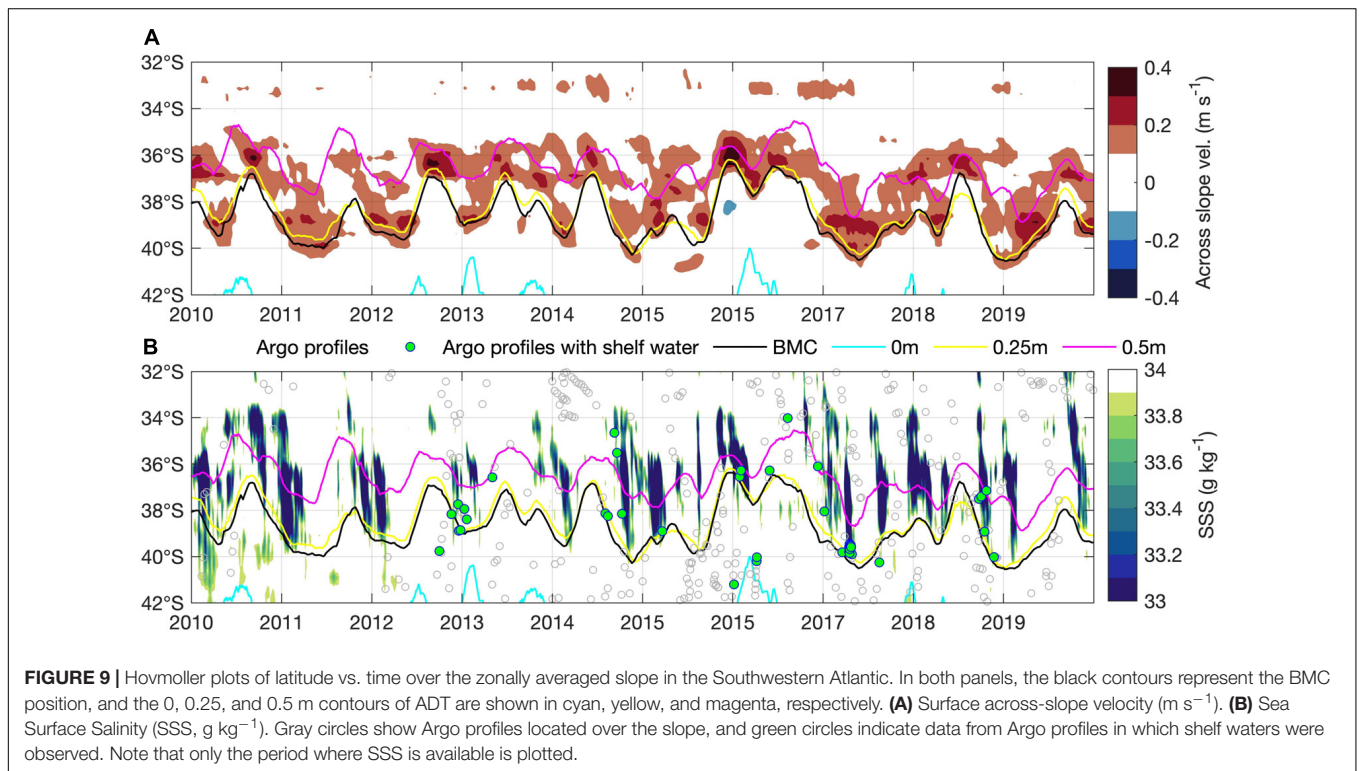 A
32°S
34°S
36°S
38°S
40°S
42°S
2010 2011 2012 2013 2014 2015 2015 2017 2018 2019
0.4
0.2
0
-0.2
-0.4
Across slope vel. (m s⁻¹)
B Argo profiles Argo profiles with shelf water BMC 0m 0.25m 0.5m
32°S
34°S
36°S
38°S
40°S
42°S
2010 2011 2012 2013 2014 2015 2015 2017 2018 2019
34
33.8
33.6
33.4
33.2
33
SSS (g kg⁻¹)
FIGURE 9 | Hovmoller plots of latitude vs. time over the zonally averaged slope in the Southwestern Atlantic. In both panels, the black contours represent the BMC
position, and the 0, 0.25, and 0.5 m contours of ADT are shown in cyan, yellow, and magenta, respectively. (A) Surface across-slope velocity (m s⁻¹). (B) Sea
Surface Salinity (SSS, g kg⁻¹). Gray circles show Argo profiles located over the slope, and green circles indicate data from Argo profiles in which shelf waters were
observed. Note that only the period where SSS is available is plotted.